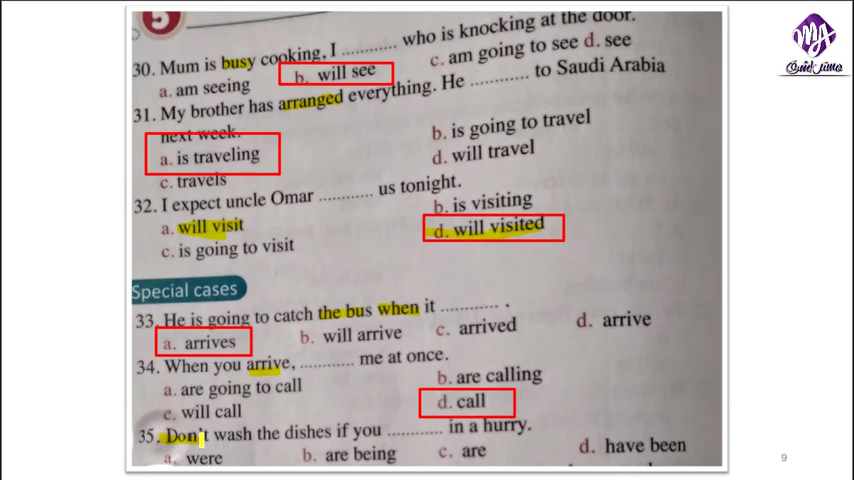 5
30. Mum is busy cooking, I ............ who is knocking at the door.
a. am seeing b. will see c. am going to see d. see
31. My brother has arranged everything. He ............ to Saudi Arabia
next week.
a. is traveling b. is going to travel
c. travels d. will travel
32. I expect uncle Omar ............ us tonight.
a. will visit b. is visiting
c. is going to visit d. will visited
Special cases
33. He is going to catch the bus when it ............ .
a. arrives b. will arrive c. arrived d. arrive
34. When you arrive, ............ me at once.
a. are going to call b. are calling
c. will call d. call
35. Don't wash the dishes if you ............ in a hurry.
a. were b. are being c. are d. have been
MA
9